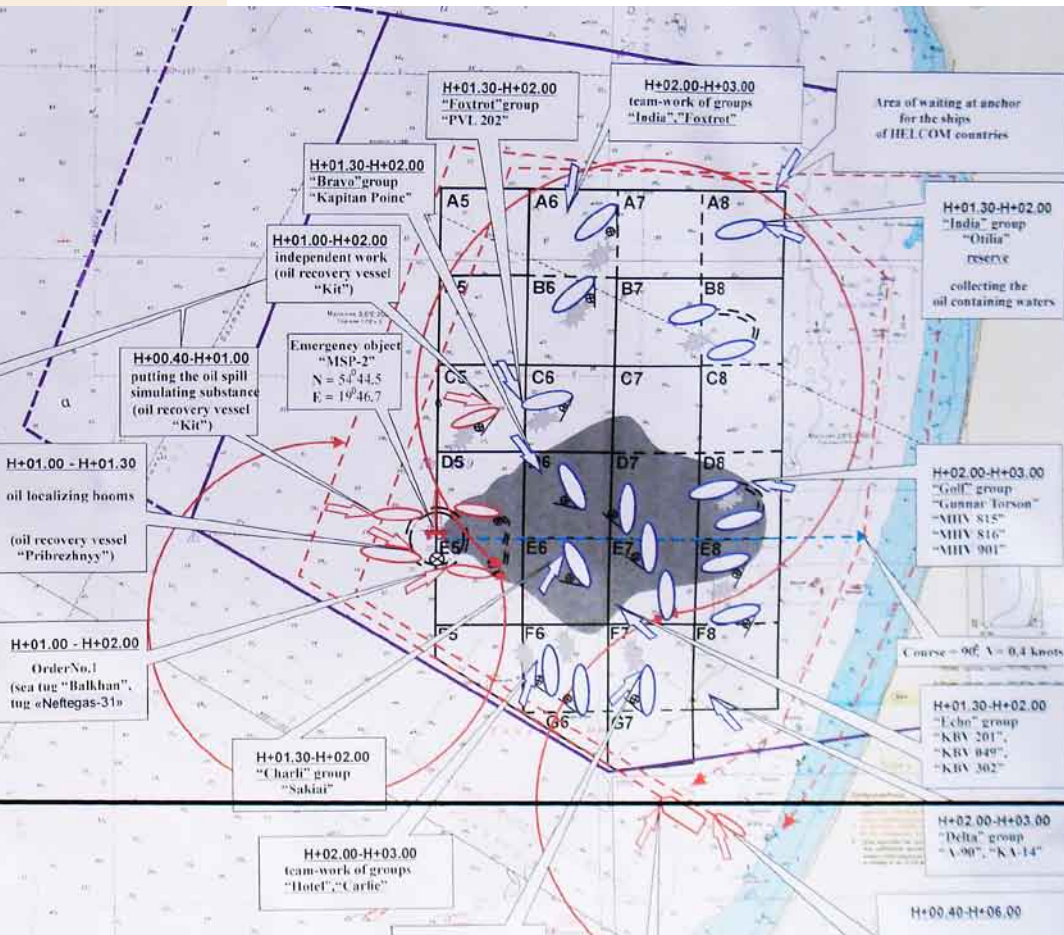 H+01.30-H+02.00
"Foxtrot" group
"PVL 202"
H+02.00-H+03.00
team-work of groups
"India","Foxtrot"
Area of waiting at anchor
for the ships
of HELCOM countries
H+01.30-H+02.00
"Bravo" group
"Kapitan Poinc"
H+01.30-H+02.00
"India" group
"Otilia"
reserve
collecting the
oil containing waters
H+01.00-H+02.00
independent work
(oil recovery vessel
"Kit")
H+00.40-H+01.00
putting the oil spill
simulating substance
(oil recovery vessel
"Kit")
Emergency object
"MSP-2"
N = 54⁰44.5
E = 19⁰46.7
H+01.00 - H+01.30
oil localizing booms
(oil recovery vessel
"Pribrezhnyy")
A5 A6 A7 A8
B6 B7 B8
C5 C6 C7 C8
D5 D7 D8
E5 E6 E7 E8
F6 F7 F8
G6 G7
H+02.00-H+03.00
"Golf" group
"Gunnar Torson"
"MHV 815"
"MHV 816"
"MHV 901"
Course = 90⁰; V = 0,4 knots
H+01.00 - H+02.00
OrderNo.1
(sea tug "Balkhan",
tug «Neftegas-31»
H+01.30-H+02.00
"Echo" group
"KBV 201",
"KBV 049",
"KBV 302"
H+01.30-H+02.00
"Charli" group
"Sakiai"
H+02.00-H+03.00
"Delta" group
"A-90", "KA-14"
H+02.00-H+03.00
team-work of groups
"Hotel","Carlie"
H+00.40-H+06.00